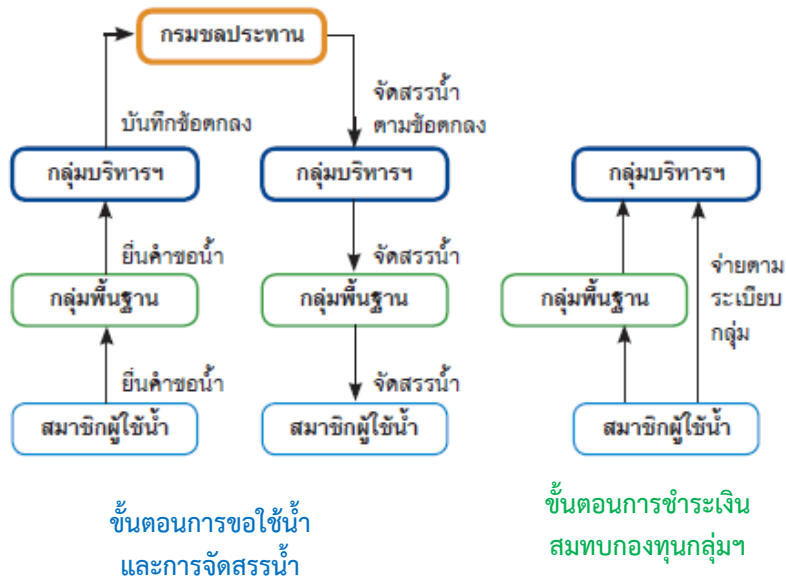 กรมชลประทาน
บันทึกข้อตกลง
จัดสรรน้ำ
ตามข้อตกลง
กลุ่มบริหารฯ
กลุ่มบริหารฯ
กลุ่มบริหารฯ
ยื่นคำขอน้ำ
จัดสรรน้ำ
จ่ายตาม
ระเบียบ
กลุ่ม
กลุ่มพื้นฐาน
กลุ่มพื้นฐาน
กลุ่มพื้นฐาน
ยื่นคำขอน้ำ
จัดสรรน้ำ
สมาชิกผู้ใช้น้ำ
สมาชิกผู้ใช้น้ำ
สมาชิกผู้ใช้น้ำ
ขั้นตอนการขอใช้น้ำ
และการจัดสรรน้ำ
ขั้นตอนการชำระเงิน
สมทบกองทุนกลุ่มฯ